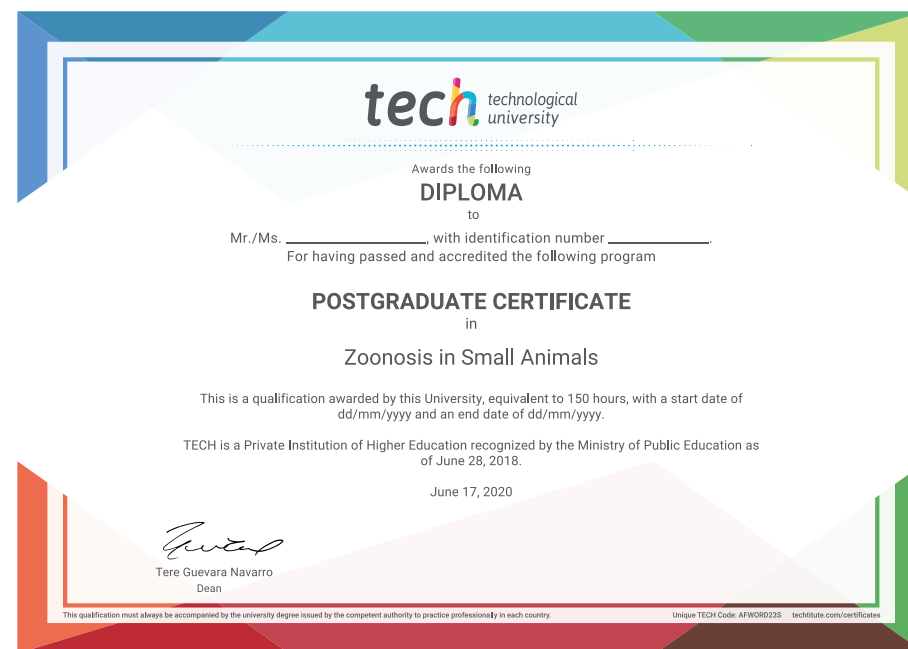 tech technological
university
Awards the following
DIPLOMA
to
Mr./Ms. ____________, with identification number ____________.
For having passed and accredited the following program
POSTGRADUATE CERTIFICATE
in
Zoonosis in Small Animals
This is a qualification awarded by this University, equivalent to 150 hours, with a start date of
dd/mm/yyyy and an end date of dd/mm/yyyy.
TECH is a Private Institution of Higher Education recognized by the Ministry of Public Education as
of June 28, 2018.
June 17, 2020
Tere Guevara Navarro
Dean
This qualification must always be accompanied by the university degree issued by the competent authority to practice professionally in each country. Unique TECH Code: AFWORD23S techtitute.com/certificates